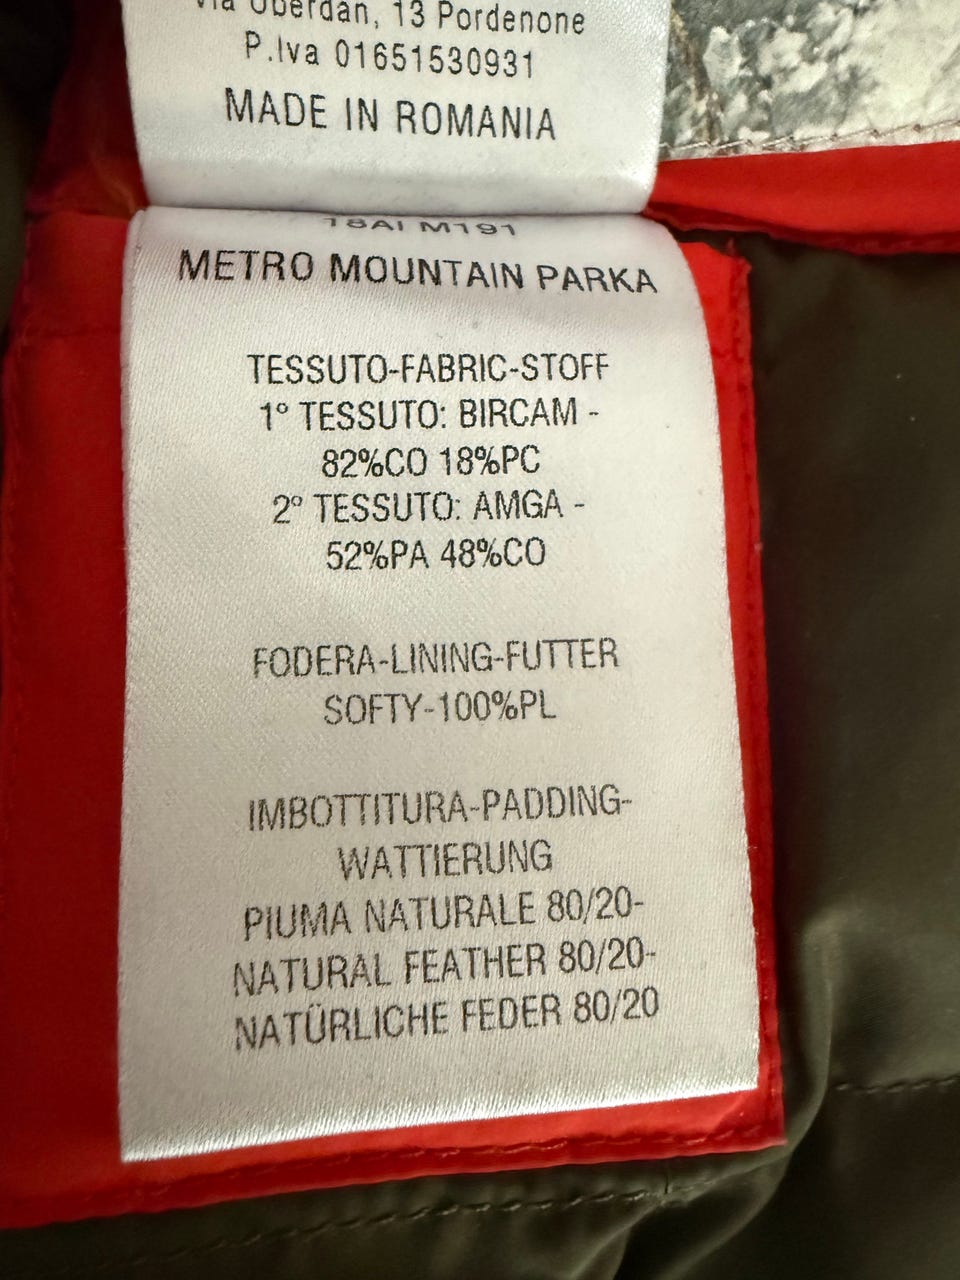 Via Oberdan, 13 Pordenone
P.Iva 01651530931
MADE IN ROMANIA
18AI M191
METRO MOUNTAIN PARKA
TESSUTO-FABRIC-STOFF
1° TESSUTO: BIRCAM -
82%CO 18%PC
2° TESSUTO: AMGA -
52%PA 48%CO
FODERA-LINING-FUTTER
SOFTY-100%PL
IMBOTTITURA-PADDING-
WATTIERUNG
PIUMA NATURALE 80/20-
NATURAL FEATHER 80/20-
NATÜRLICHE FEDER 80/20